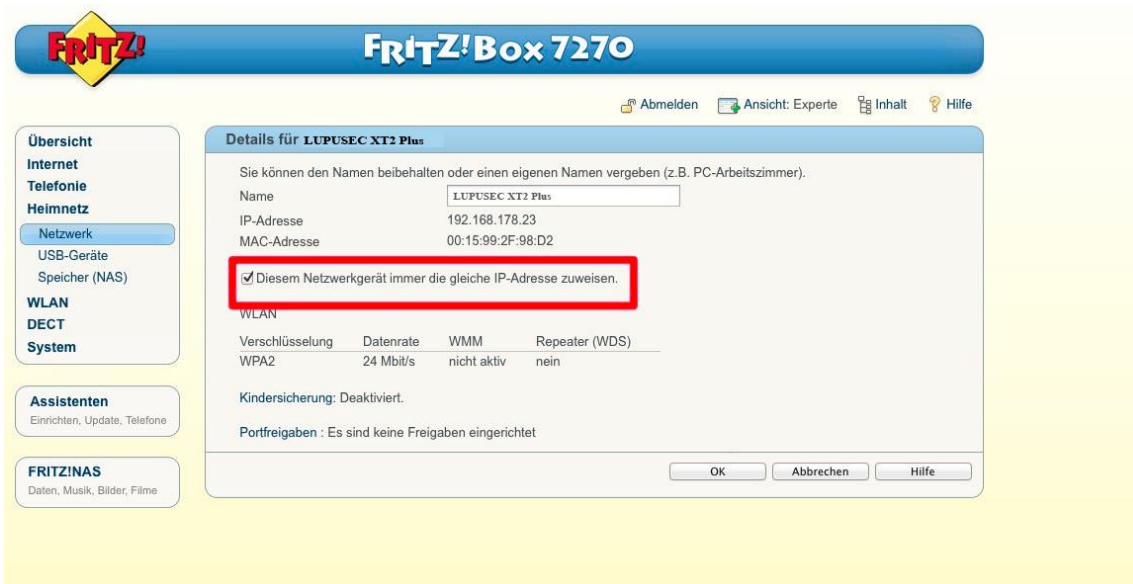 FRITZ!
FRITZ!Box 7270
Abmelden Ansicht: Experte Inhalt Hilfe
Übersicht
Internet
Telefonie
Heimnetz
Netzwerk
USB-Geräte
Speicher (NAS)
WLAN
DECT
System
Assistenten
Einrichten, Update, Telefone
FRITZ!NAS
Daten, Musik, Bilder, Filme
Details für LUPUSEC XT2 Plus
Sie können den Namen beibehalten oder einen eigenen Namen vergeben (z.B. PC-Arbeitszimmer).
Name LUPUSEC XT2 Plus
IP-Adresse 192.168.178.23
MAC-Adresse 00:15:99:2F:98:D2
Diesem Netzwerkgerät immer die gleiche IP-Adresse zuweisen.
WLAN
Verschlüsselung Datenrate WMM Repeater (WDS)
WPA2 24 Mbit/s nicht aktiv nein
Kindersicherung: Deaktiviert.
Portfreigaben : Es sind keine Freigaben eingerichtet
OK Abbrechen Hilfe